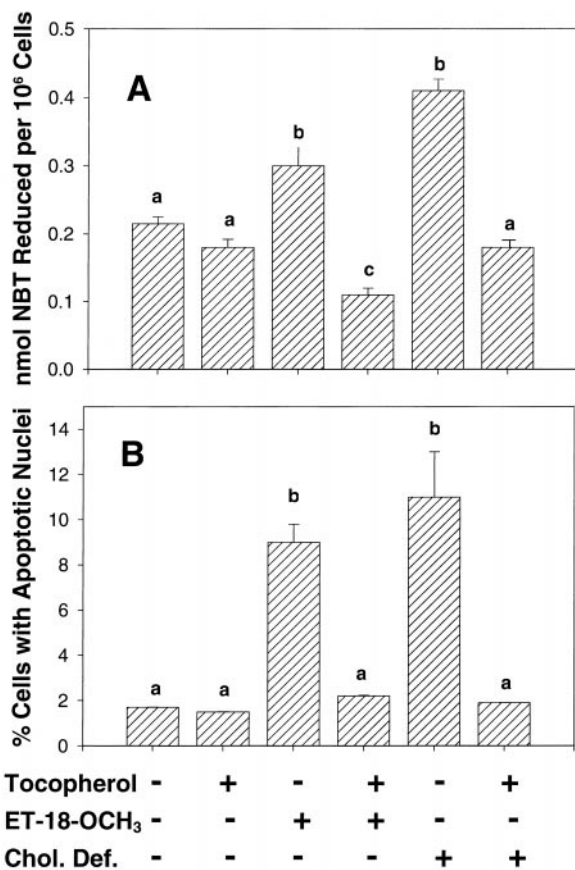 0.5
nmol NBT Reduced per 10⁶ Cells
A
b
b
0.4
0.3
a
a
a
0.2
c
0.1
0.0
14
% Cells with Apoptotic Nuclei
B
b
b
12
10
8
6
4
a
a
a
a
2
0
Tocopherol - + - + - +
ET-18-OCH₃ - - + + - -
Chol. Def. - - - - + +